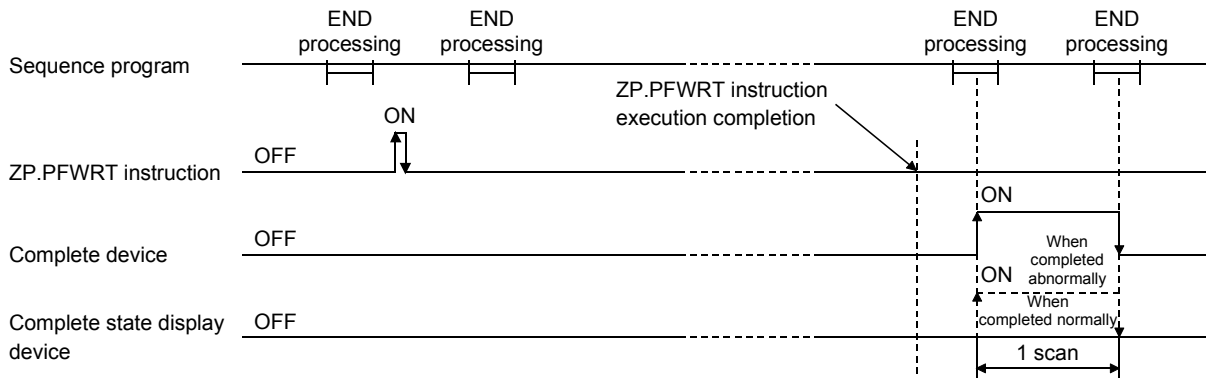 END
processing
END
processing
END
processing
END
processing
Sequence program
ZP.PFWRT instruction
execution completion
ON
OFF
ZP.PFWRT instruction
ON
OFF
Complete device
When
completed
abnormally
ON
When
completed normally
OFF
Complete state display
device
1 scan